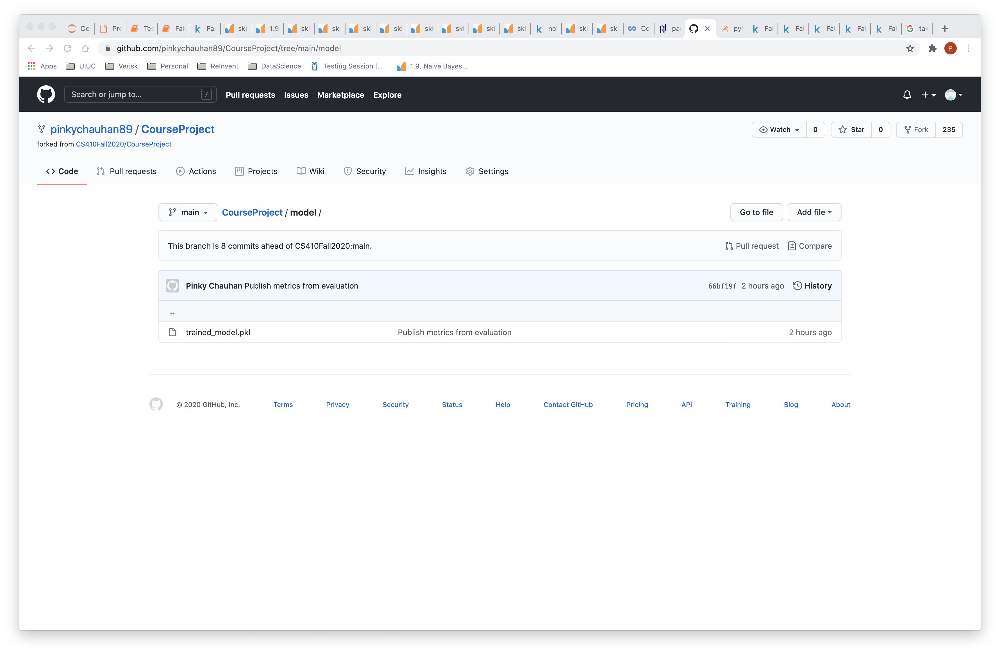 Do Pro Tes Fak Fak skl 1.9 skl skl skl skl skl skl skl skl no skl skl Co pa py Fal Fal Fal Fal Fal tak
github.com/pinkychauhan89/CourseProject/tree/main/model P
Apps UIUC Verisk Personal ReInvent DataScience Testing Session |... 1.9. Naive Bayes...
Search or jump to... / Pull requests Issues Marketplace Explore
pinkychauhan89 / CourseProject Watch 0 Star 0 Fork 235
forked from CS410Fall2020/CourseProject
Code Pull requests Actions Projects Wiki Security Insights Settings
main CourseProject / model / Go to file Add file
This branch is 8 commits ahead of CS410Fall2020:main. Pull request Compare
Pinky Chauhan Publish metrics from evaluation 66bf19f 2 hours ago History
..
trained_model.pkl Publish metrics from evaluation 2 hours ago
© 2020 GitHub, Inc. Terms Privacy Security Status Help Contact GitHub Pricing API Training Blog About